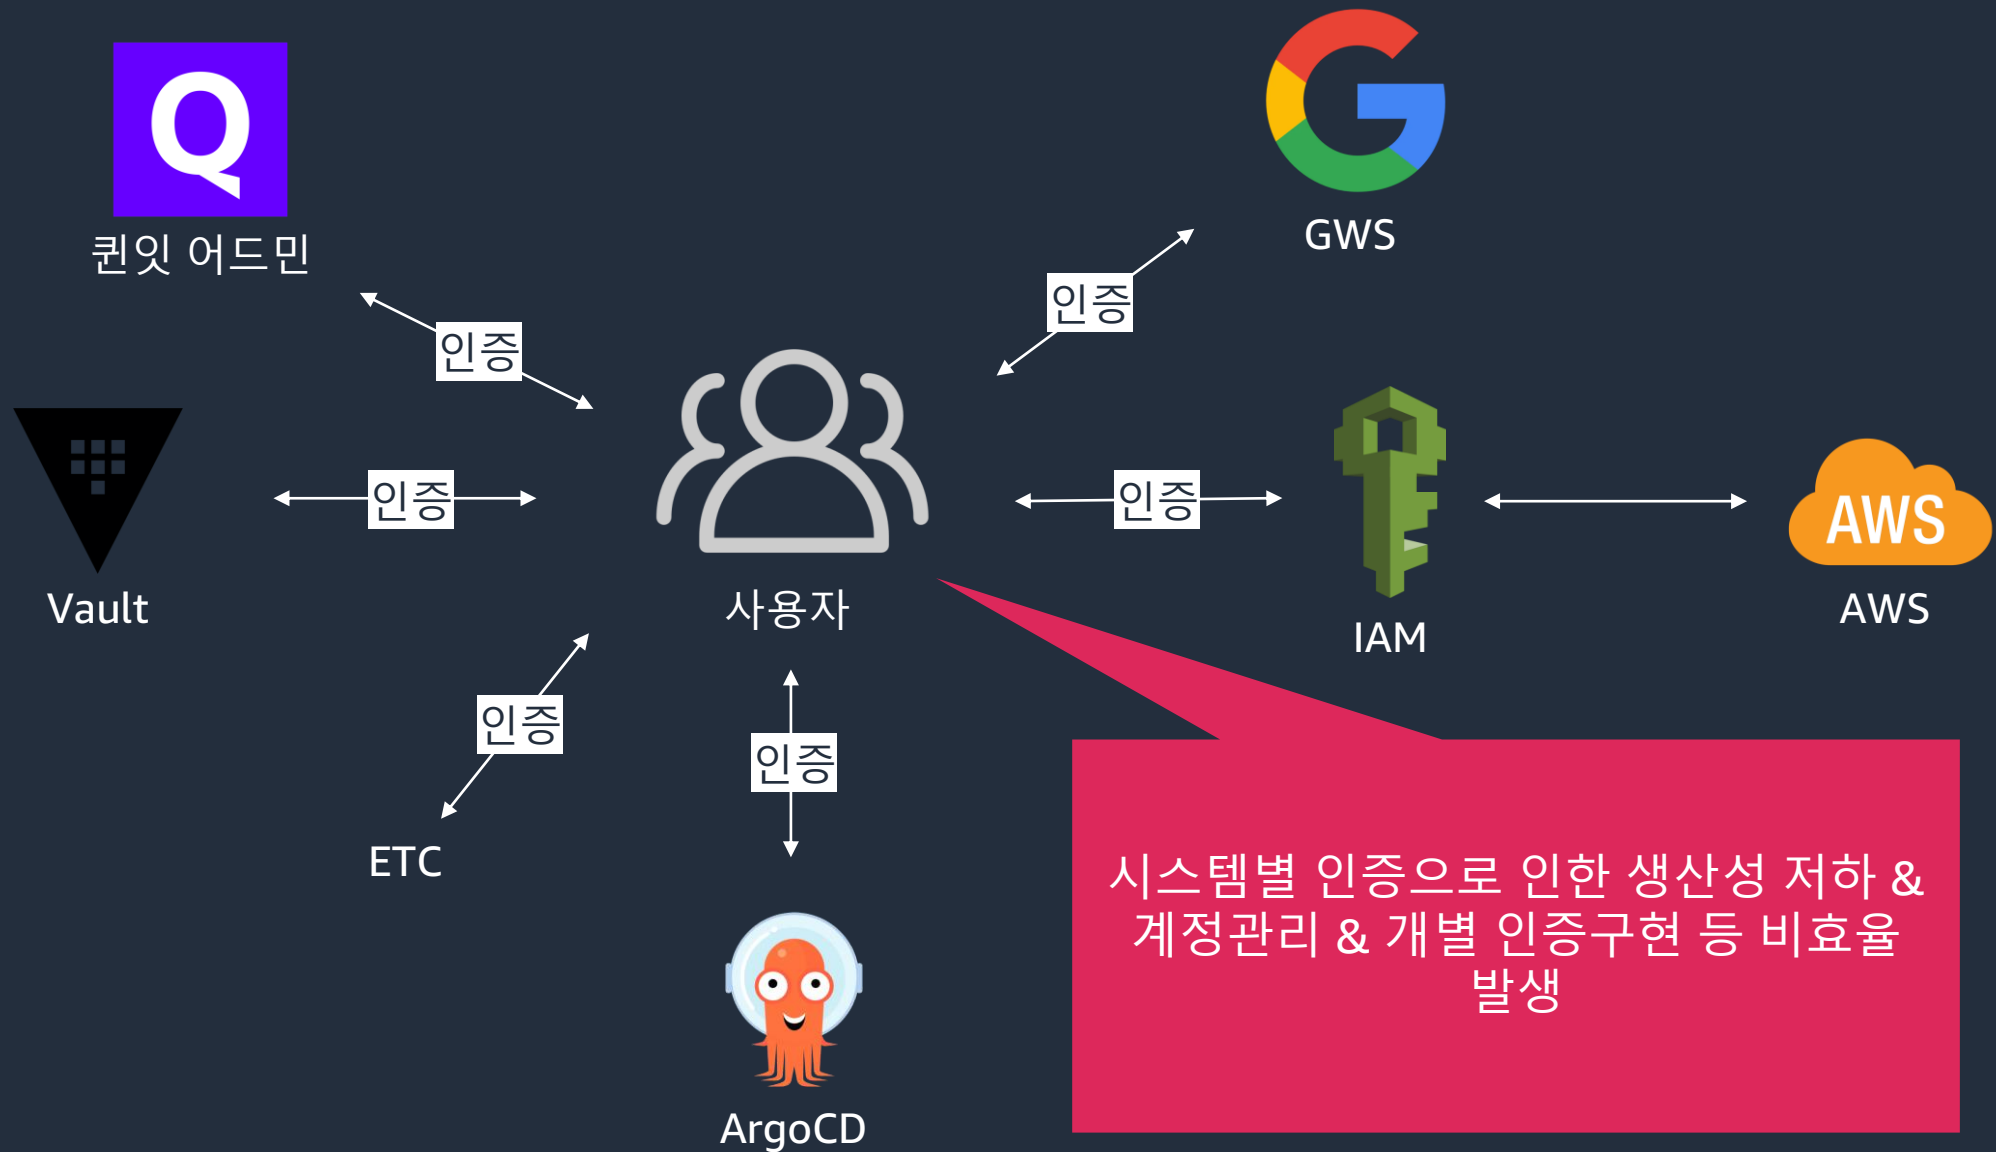 Q
퀸잇 어드민
GWS
인증
인증
Vault
인증
사용자
인증
IAM
AWS
AWS
인증
ETC
인증
ArgoCD
시스템별 인증으로 인한 생산성 저하 &
계정관리 & 개별 인증구현 등 비효율
발생